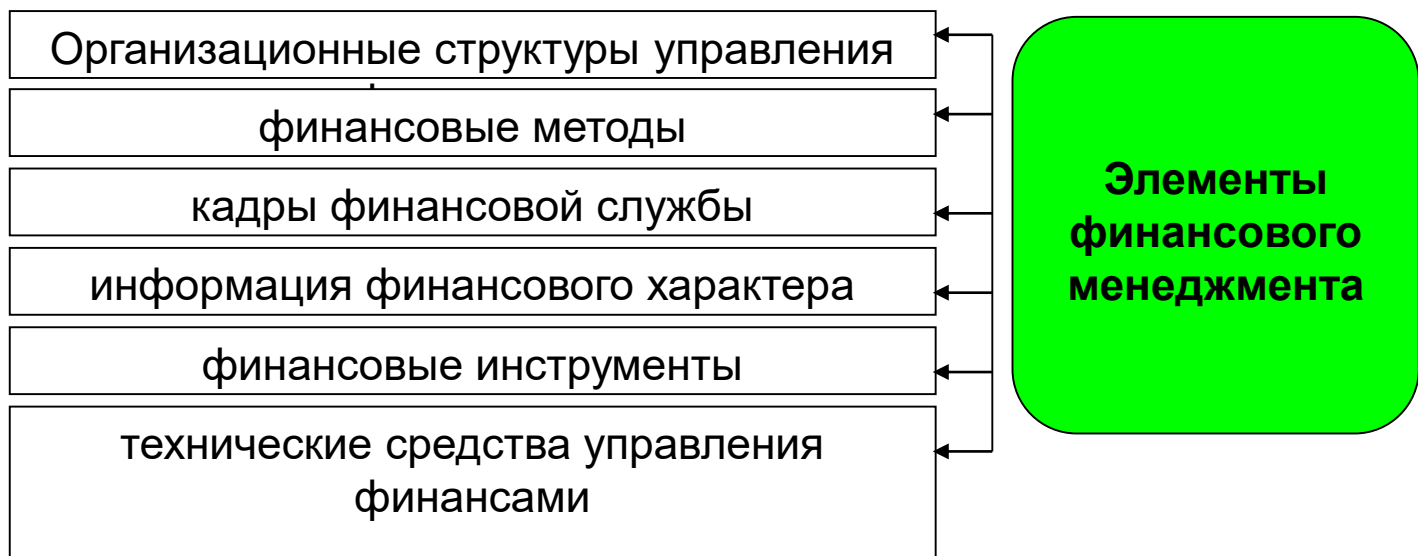 Организационные структуры управления
финансовые методы
кадры финансовой службы
информация финансового характера
финансовые инструменты
технические средства управления
финансами
Элементы
финансового
менеджмента